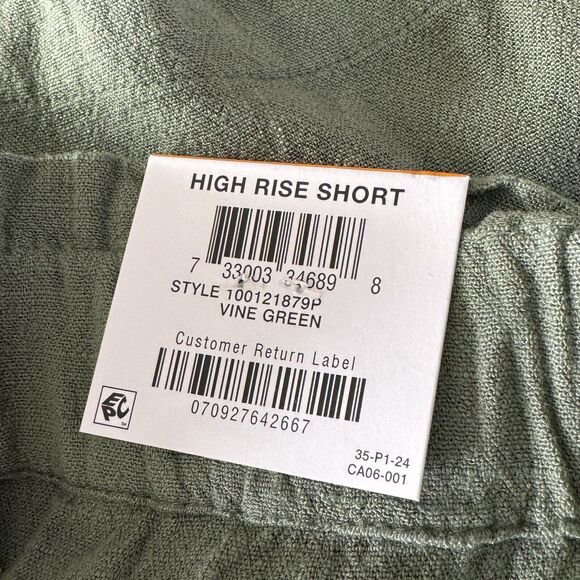 HIGH RISE SHORT
7 33003 34689 8
STYLE 100121879P
VINE GREEN
Customer Return Label
070927642667
EPC
35-P1-24
CA06-001